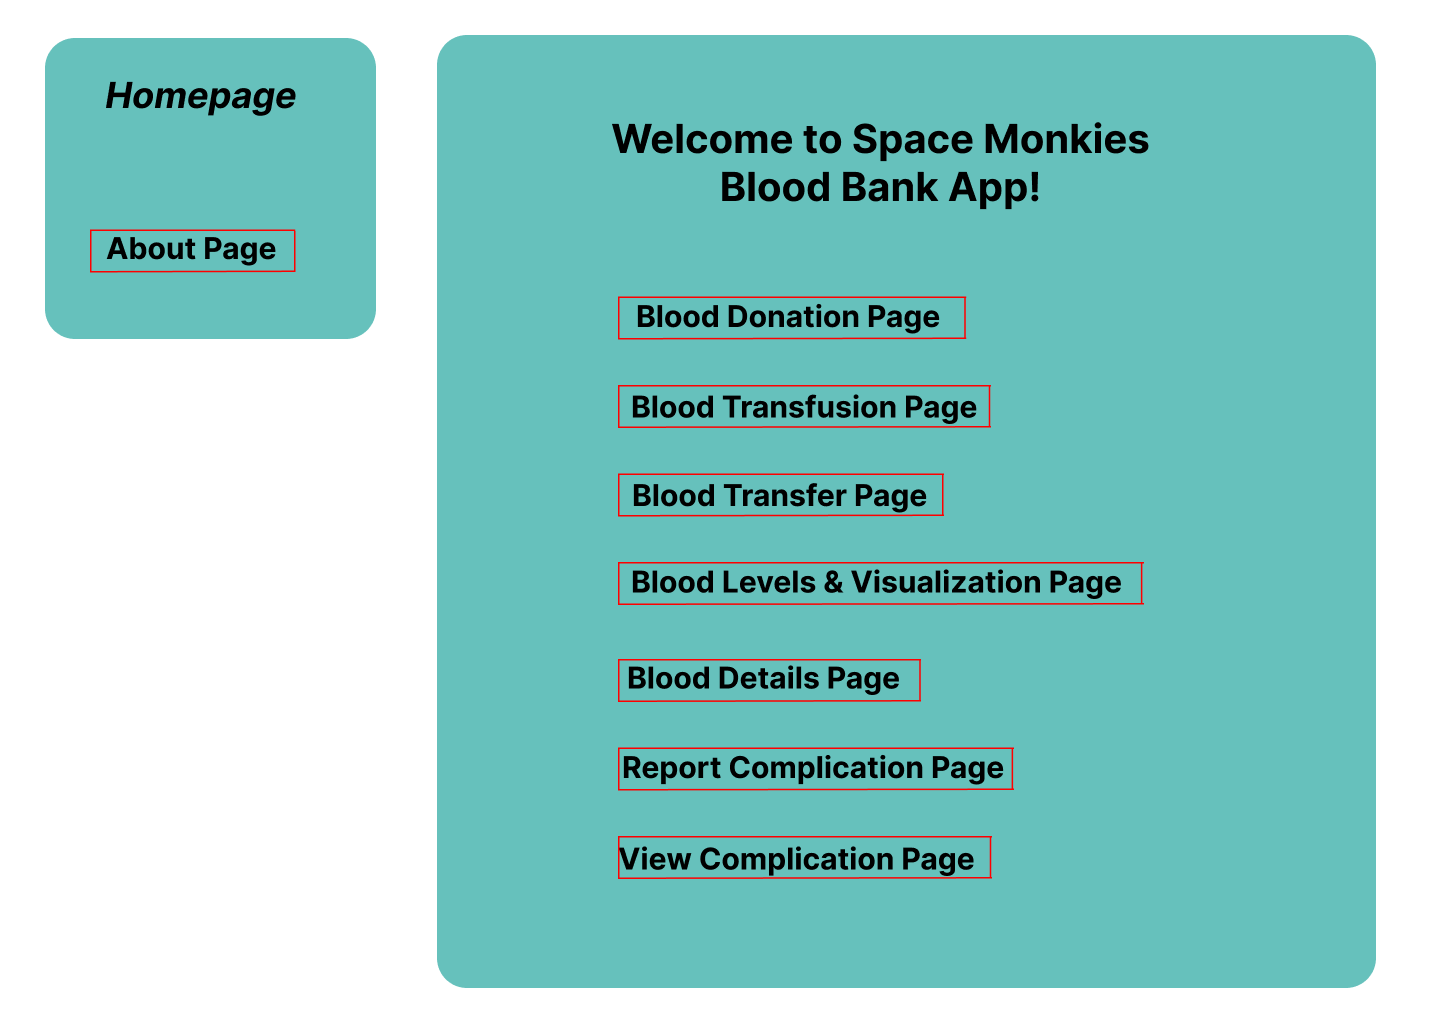 Homepage
About Page
Welcome to Space Monkies
Blood Bank App!
Blood Donation Page
Blood Transfusion Page
Blood Transfer Page
Blood Levels & Visualization Page
Blood Details Page
Report Complication Page
View Complication Page